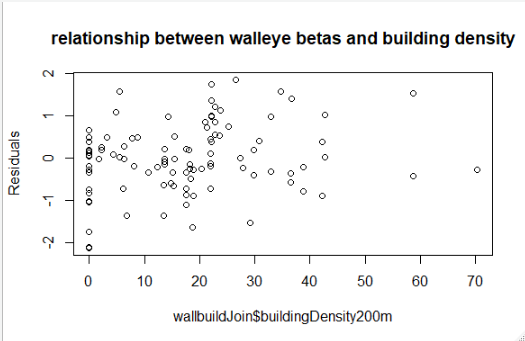 relationship between walleye betas and building density
Residuals
2
1
0
-1
-2
0 10 20 30 40 50 60 70
wallbuildJoin$buildingDensity200m